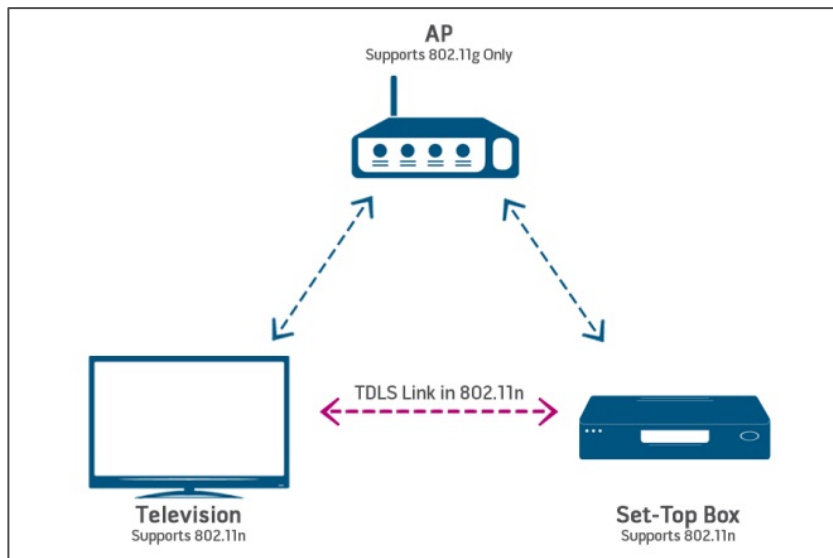 AP
Supports 802.11g Only
TDLS Link in 802.11n
Television
Supports 802.11n
Set-Top Box
Supports 802.11n